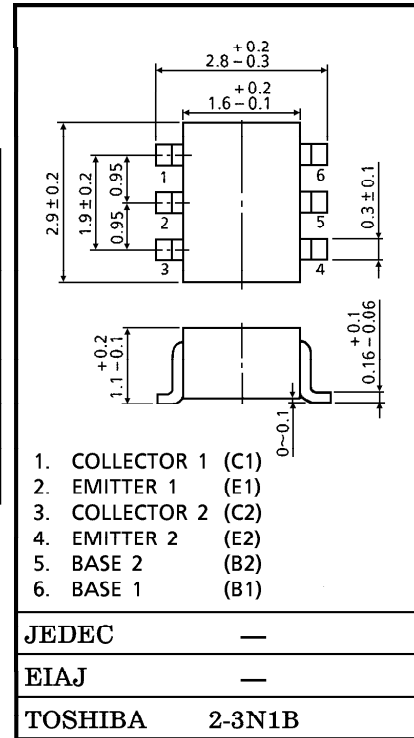 +0.2
2.8 –0.3
+0.2
1.6 –0.1
2.9 ± 0.2
1.9 ± 0.2
0.95
0.95
1
2
3
6
5
4
0.3 ± 0.1
+0.2
1.1 –0.1
+0.1
0.16 –0.06
0~0.1
1. COLLECTOR 1 (C1)
2. EMITTER 1 (E1)
3. COLLECTOR 2 (C2)
4. EMITTER 2 (E2)
5. BASE 2 (B2)
6. BASE 1 (B1)
JEDEC —
EIAJ —
TOSHIBA 2-3N1B